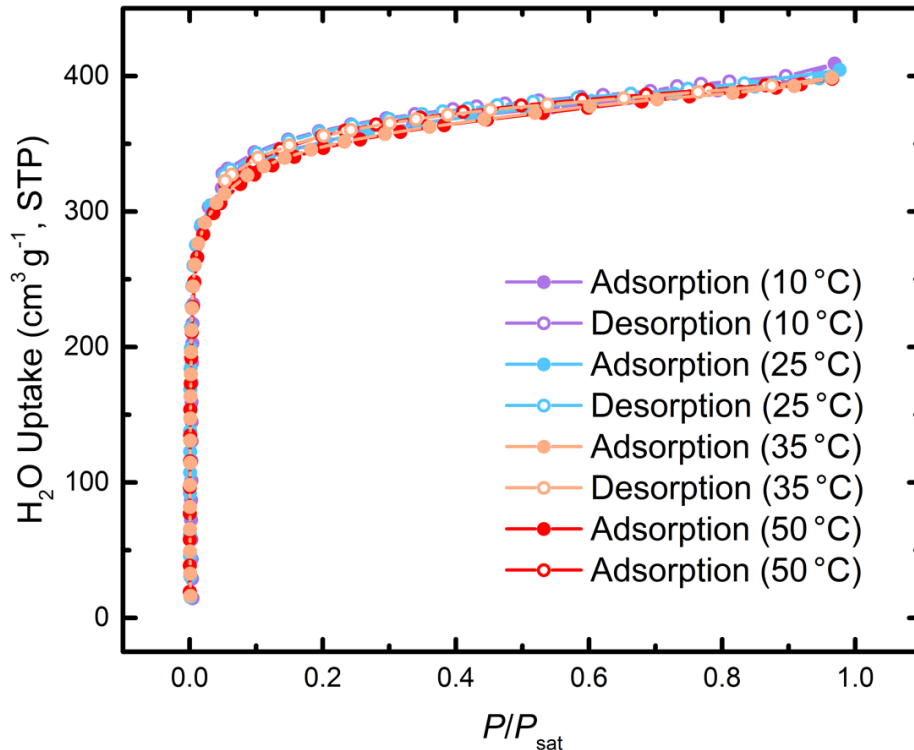 H₂O Uptake (cm³ g⁻¹, STP)
400
300
200
100
0
Adsorption (10 °C)
Desorption (10 °C)
Adsorption (25 °C)
Desorption (25 °C)
Adsorption (35 °C)
Desorption (35 °C)
Adsorption (50 °C)
Adsorption (50 °C)
0.0 0.2 0.4 0.6 0.8 1.0
P/Psat